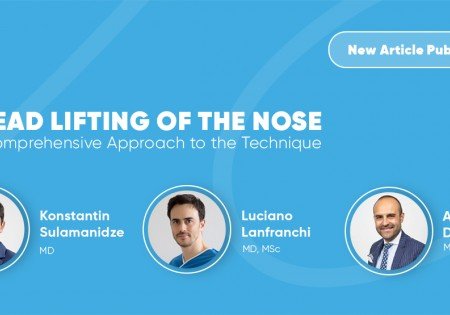 New Article Pub
EAD LIFTING OF THE NOSE
omprehensive Approach to the Technique
Konstantin
Sulamanidze
MD
Luciano
Lanfranchi
MD, MSc
A
D
M